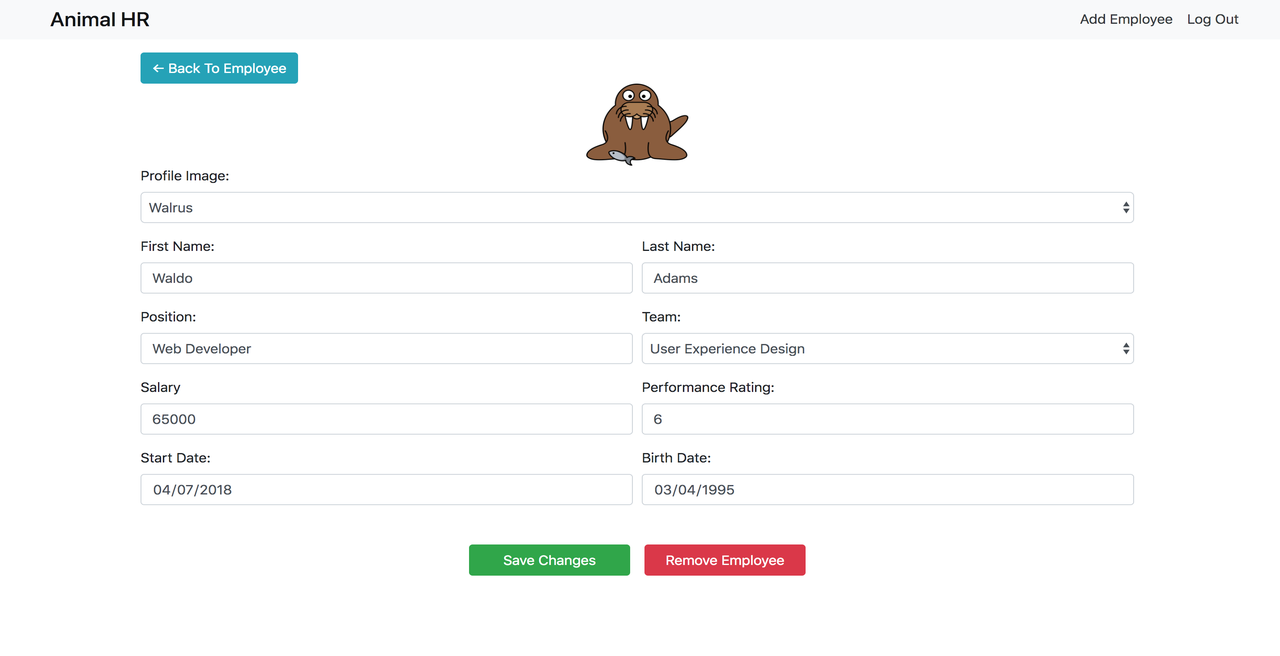 Animal HR Add Employee Log Out
← Back To Employee
Profile Image:
Walrus
First Name: Last Name:
Waldo Adams
Position: Team:
Web Developer User Experience Design
Salary Performance Rating:
65000 6
Start Date: Birth Date:
04/07/2018 03/04/1995
Save Changes Remove Employee